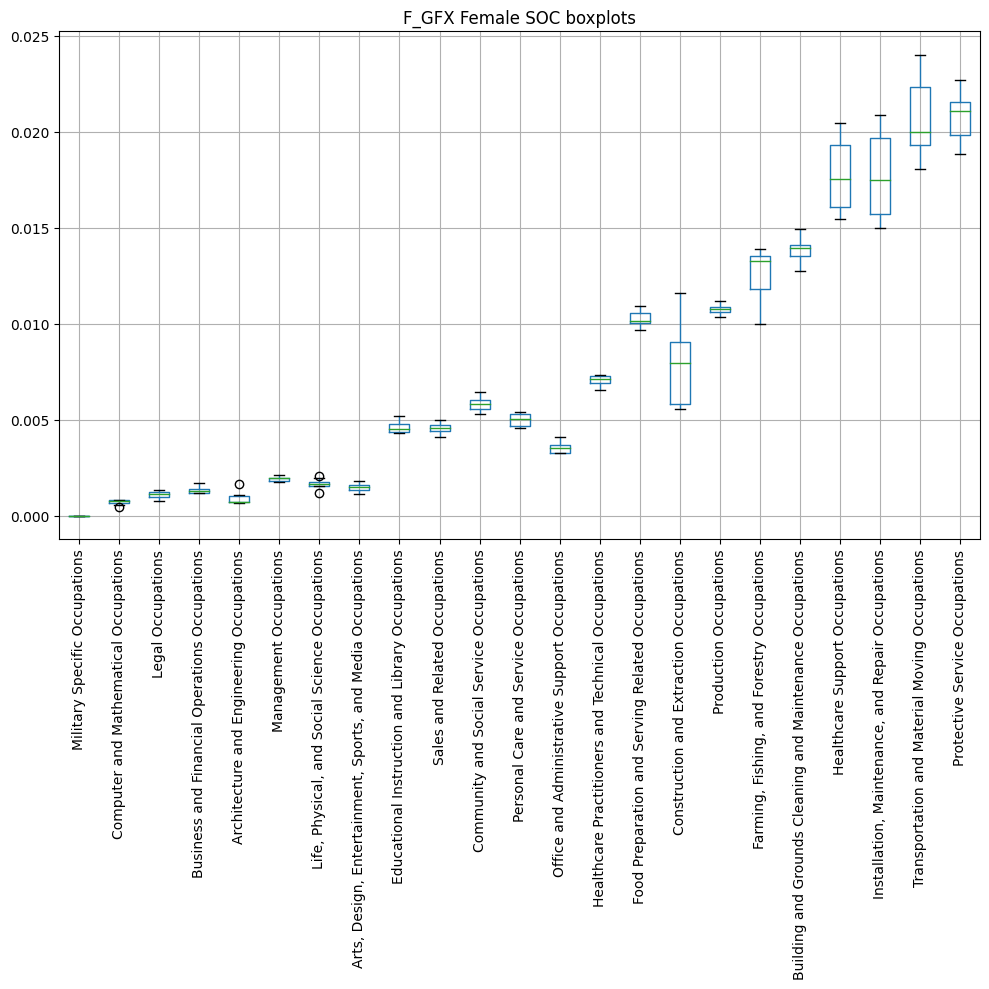 F_GFX Female SOC boxplots
0.025
0.020
0.015
0.010
0.005
0.000
Military Specific Occupations
Computer and Mathematical Occupations
Legal Occupations
Business and Financial Operations Occupations
Architecture and Engineering Occupations
Management Occupations
Life, Physical, and Social Science Occupations
Arts, Design, Entertainment, Sports, and Media Occupations
Educational Instruction and Library Occupations
Sales and Related Occupations
Community and Social Service Occupations
Personal Care and Service Occupations
Office and Administrative Support Occupations
Healthcare Practitioners and Technical Occupations
Food Preparation and Serving Related Occupations
Construction and Extraction Occupations
Production Occupations
Farming, Fishing, and Forestry Occupations
Building and Grounds Cleaning and Maintenance Occupations
Healthcare Support Occupations
Installation, Maintenance, and Repair Occupations
Transportation and Material Moving Occupations
Protective Service Occupations